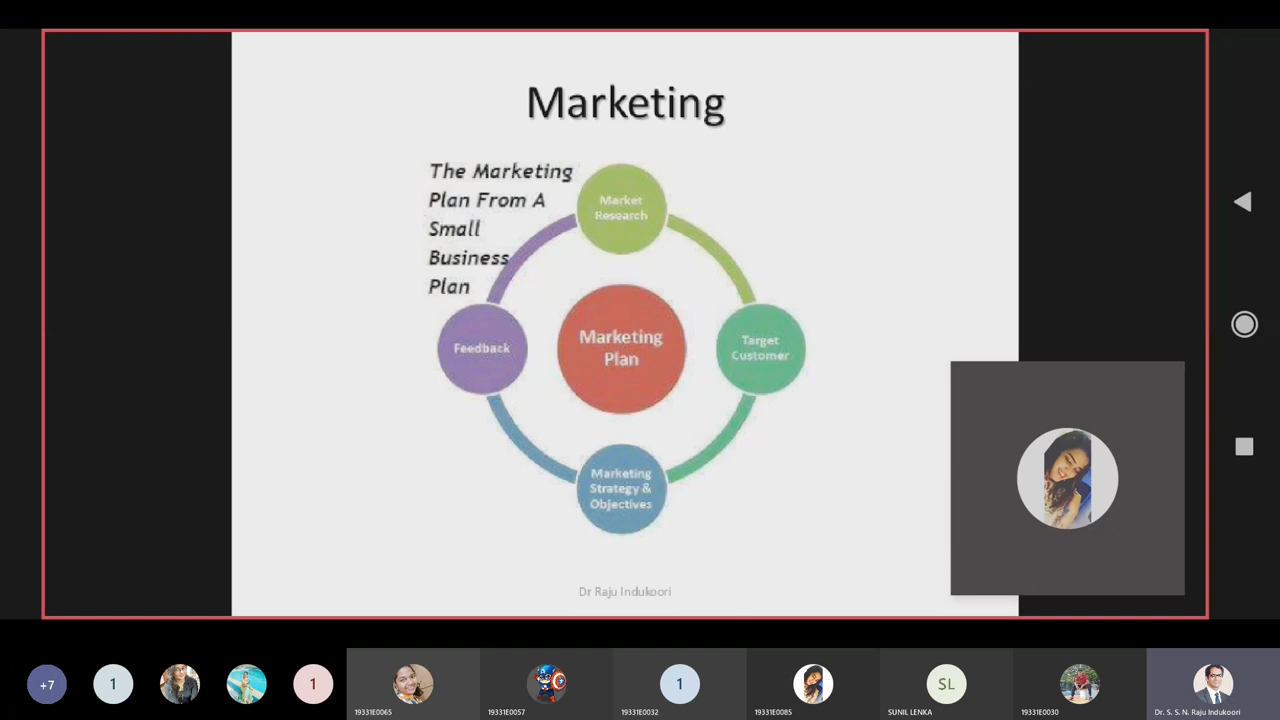 Marketing
The Marketing
Plan From A
Small
Business
Plan
Market
Research
Marketing
Plan
Target
Customer
Feedback
Marketing
Strategy &
Objectives
Dr Raju Indukoori
+7
1
1
1
SL
19331E0065
19331E0057
19331E0032
19331E0085
SUNIL LENKA
19331E0030
Dr. S. S. N. Raju Indukoori